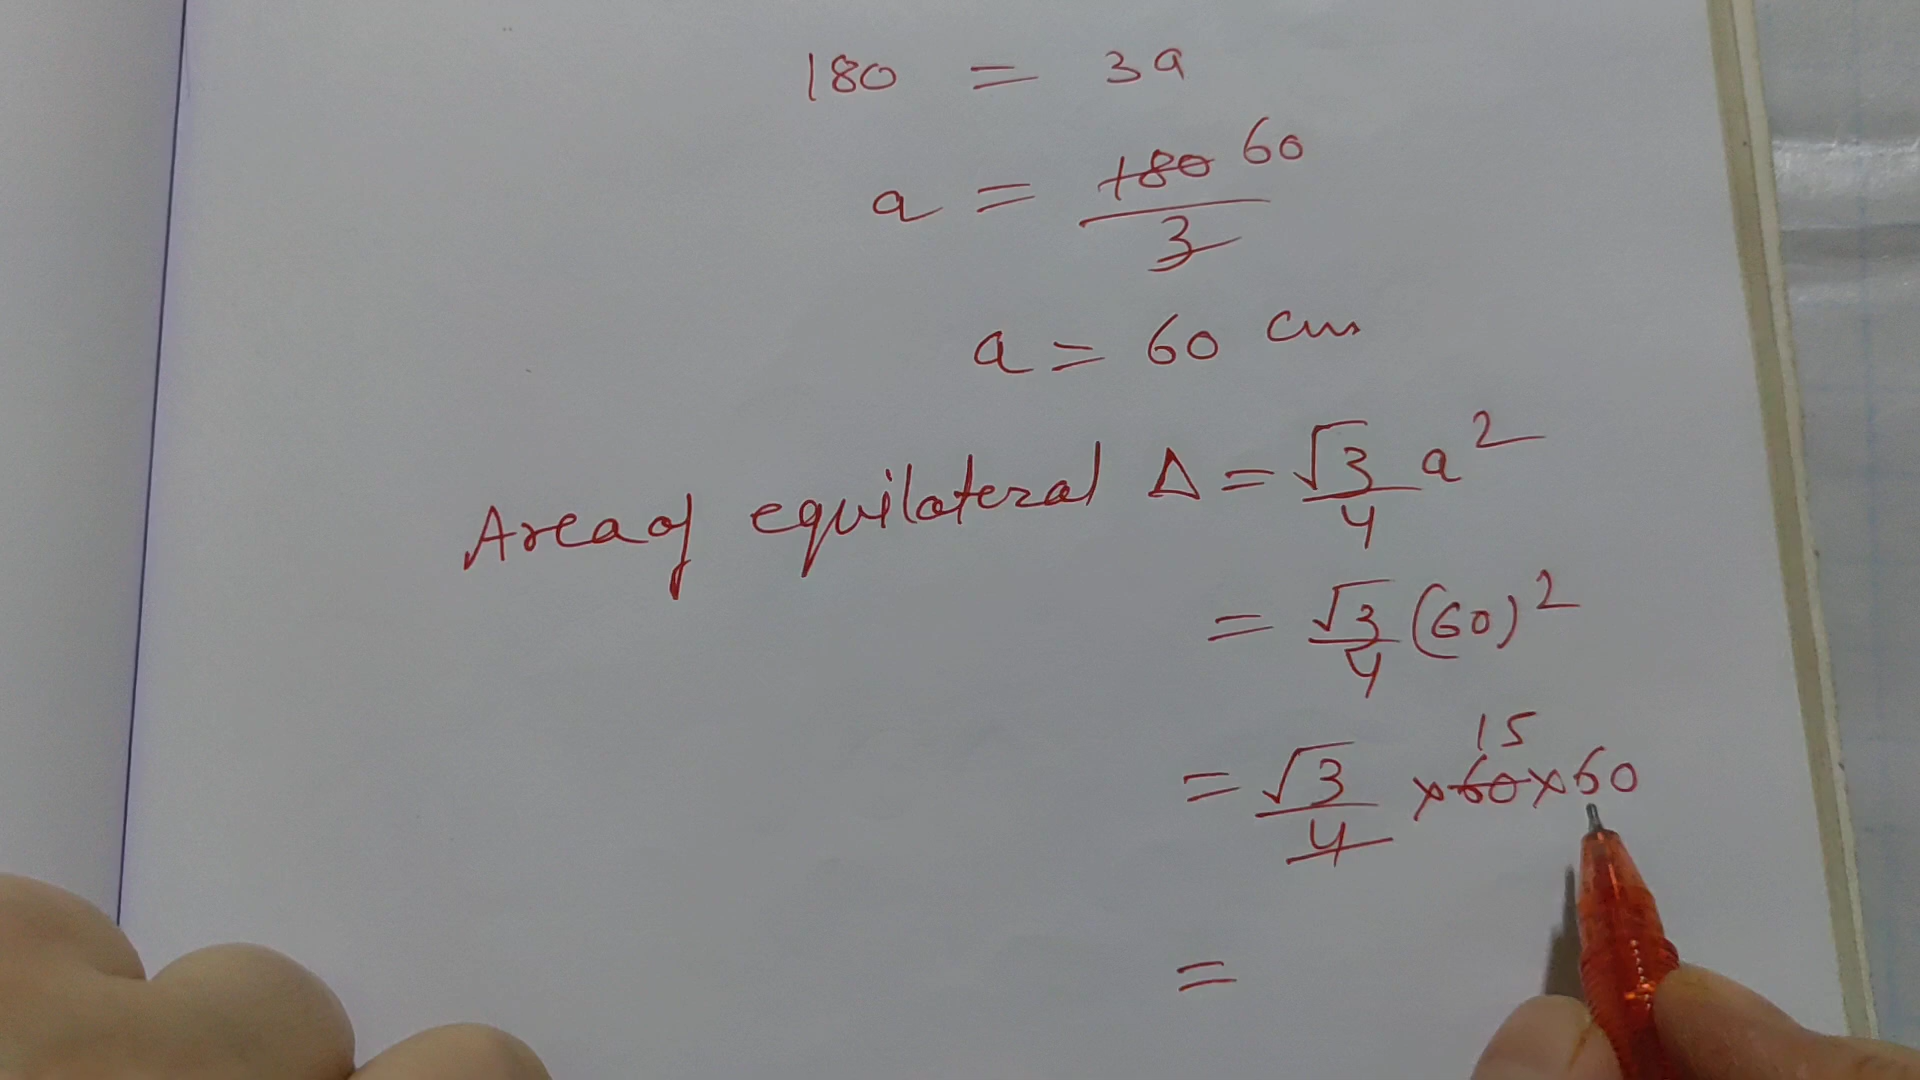 180 = 3a
a = 180 60
3
a = 60 cm
Area of equilateral Δ = √3/4 a²
= √3/4 (60)²
15
= √3/4 × 60 × 60
=